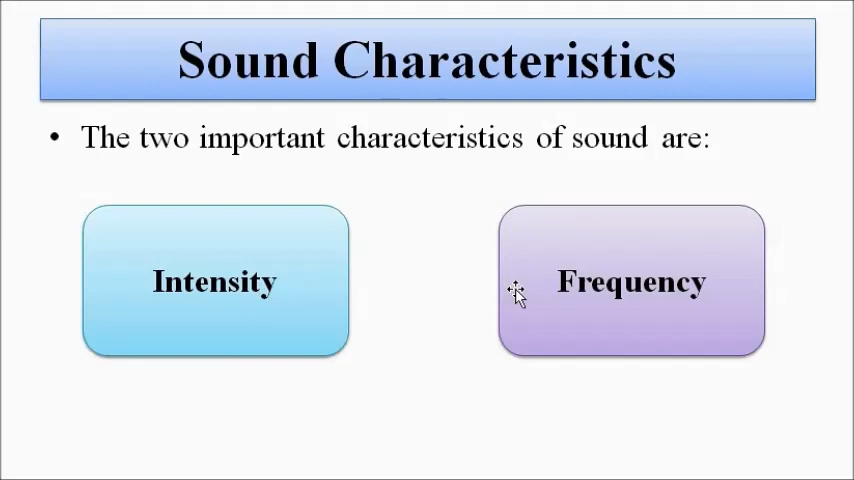 Sound Characteristics
• The two important characteristics of sound are:
Intensity
Frequency